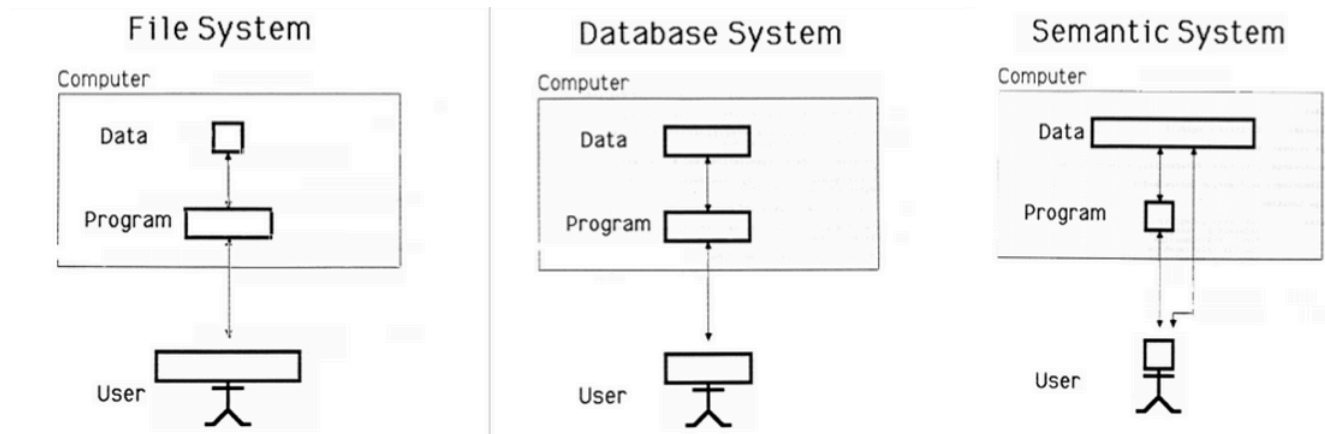 File System
Computer
Data
Program
User
Database System
Computer
Data
Program
User
Semantic System
Computer
Data
Program
User